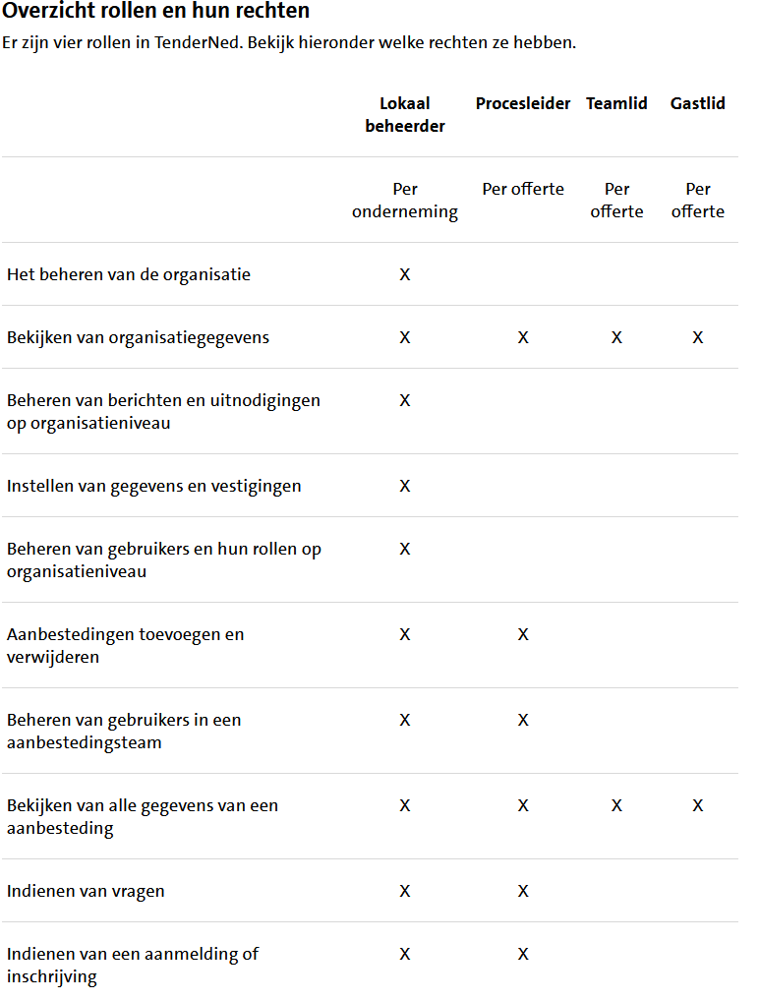 Overzicht rollen en hun rechten
Er zijn vier rollen in TenderNed. Bekijk hieronder welke rechten ze hebben.
Lokaal beheerder Procesleider Teamlid Gastlid
Per onderneming Per offerte Per offerte Per offerte
Het beheren van de organisatie X
Bekijken van organisatiegegevens X X X X
Beheren van berichten en uitnodigingen X
op organisatieniveau
Instellen van gegevens en vestigingen X
Beheren van gebruikers en hun rollen op X
organisatieniveau
Aanbestedingen toevoegen en X X
verwijderen
Beheren van gebruikers in een X X
aanbestedingsteam
Bekijken van alle gegevens van een X X X X
aanbesteding
Indienen van vragen X X
Indienen van een aanmelding of X X
inschrijving